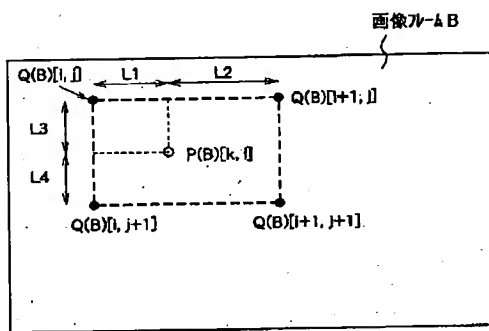 画像フレームB
Q(B)[i, j]
L1
L2
Q(B)[i+1, j]
L3
P(B)[k, l]
L4
Q(B)[i, j+1]
Q(B)[i+1, j+1]